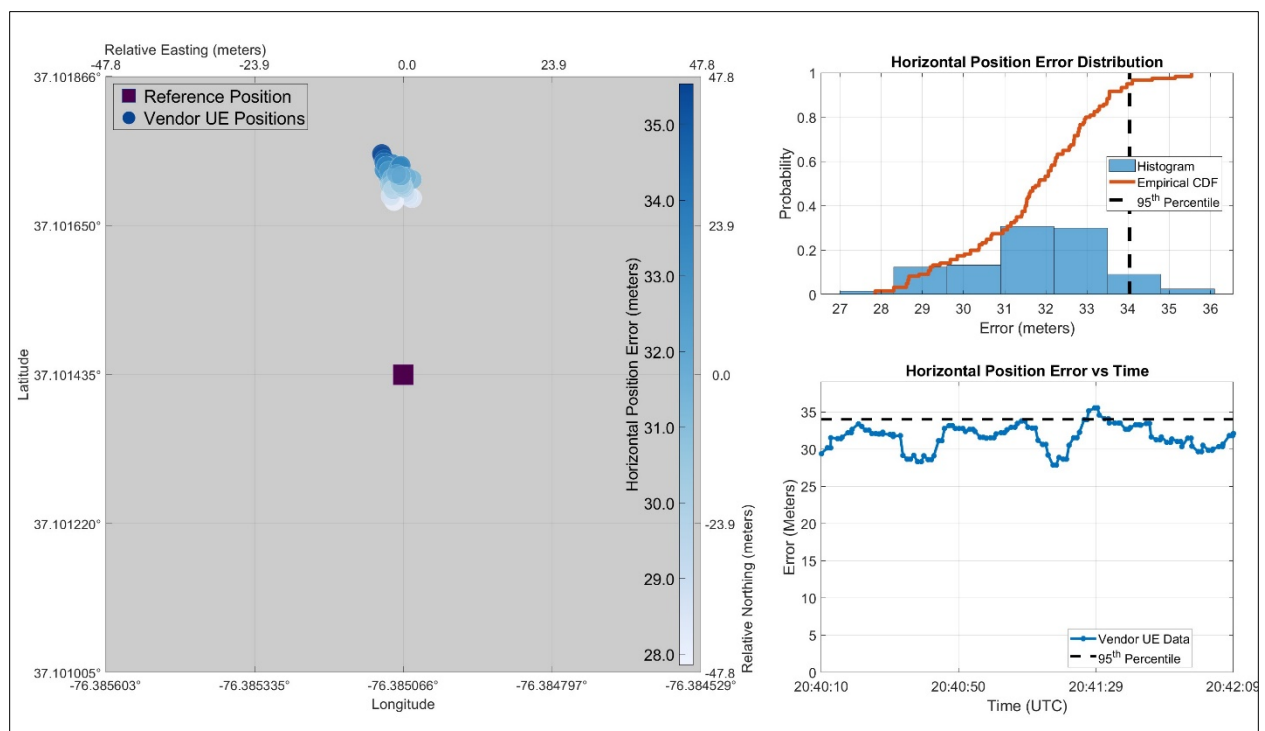 Relative Easting (meters)
-47.8 -23.9 0.0 23.9 47.8
37.101866° 47.8
Reference Position
Vendor UE Positions
35.0
34.0
37.101650° 23.9
33.0
32.0
37.101435° 0.0
31.0
30.0
37.101220° -23.9
29.0
28.0
37.101005° -47.8
-76.385603° -76.385335° -76.385066° -76.384797° -76.384529°
Longitude
Latitude
Horizontal Position Error (meters)
Relative Northing (meters)
Horizontal Position Error Distribution
1
0.8
0.6
0.4
0.2
0
Probability
Histogram
Empirical CDF
95th Percentile
27 28 29 30 31 32 33 34 35 36
Error (meters)
Horizontal Position Error vs Time
35
30
25
20
15
10
5
0
Error (Meters)
Vendor UE Data
95th Percentile
20:40:10 20:40:50 20:41:29 20:42:09
Time (UTC)